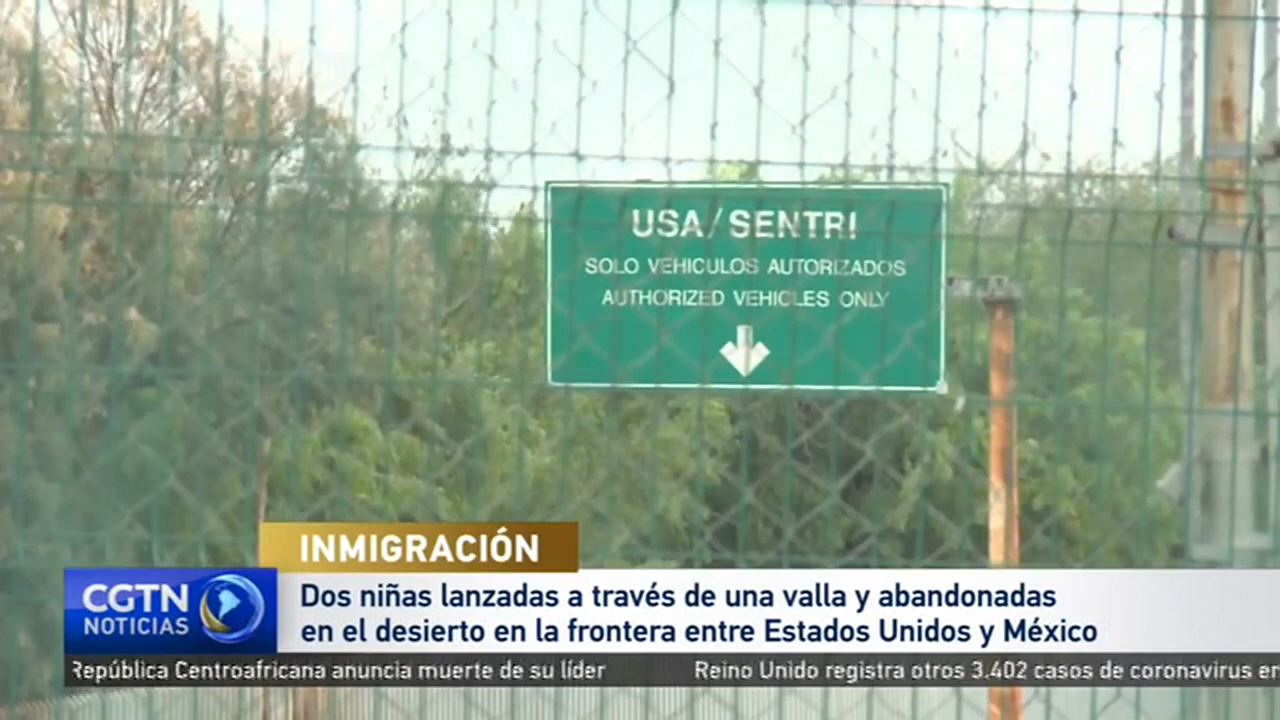 USA/SENTRI
SOLO VEHICULOS AUTORIZADOS
AUTHORIZED VEHICLES ONLY
INMIGRACIÓN
CGTN
NOTICIAS
Dos niñas lanzadas a través de una valla y abandonadas
en el desierto en la frontera entre Estados Unidos y México
República Centroafricana anuncia muerte de su líder
Reino Unido registra otros 3.402 casos de coronavirus en